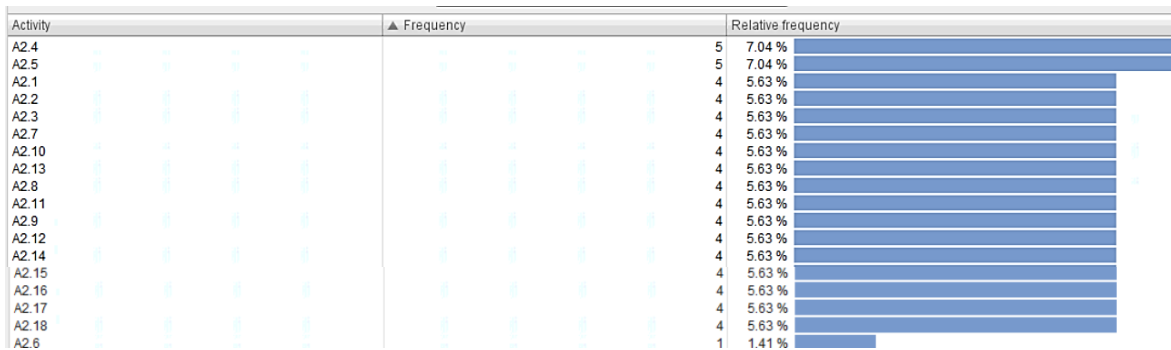 Activity ▲ Frequency Relative frequency
A2.4 5 7.04 %
A2.5 5 7.04 %
A2.1 4 5.63 %
A2.2 4 5.63 %
A2.3 4 5.63 %
A2.7 4 5.63 %
A2.10 4 5.63 %
A2.13 4 5.63 %
A2.8 4 5.63 %
A2.11 4 5.63 %
A2.9 4 5.63 %
A2.12 4 5.63 %
A2.14 4 5.63 %
A2.15 4 5.63 %
A2.16 4 5.63 %
A2.17 4 5.63 %
A2.18 4 5.63 %
A2.6 1 1.41 %